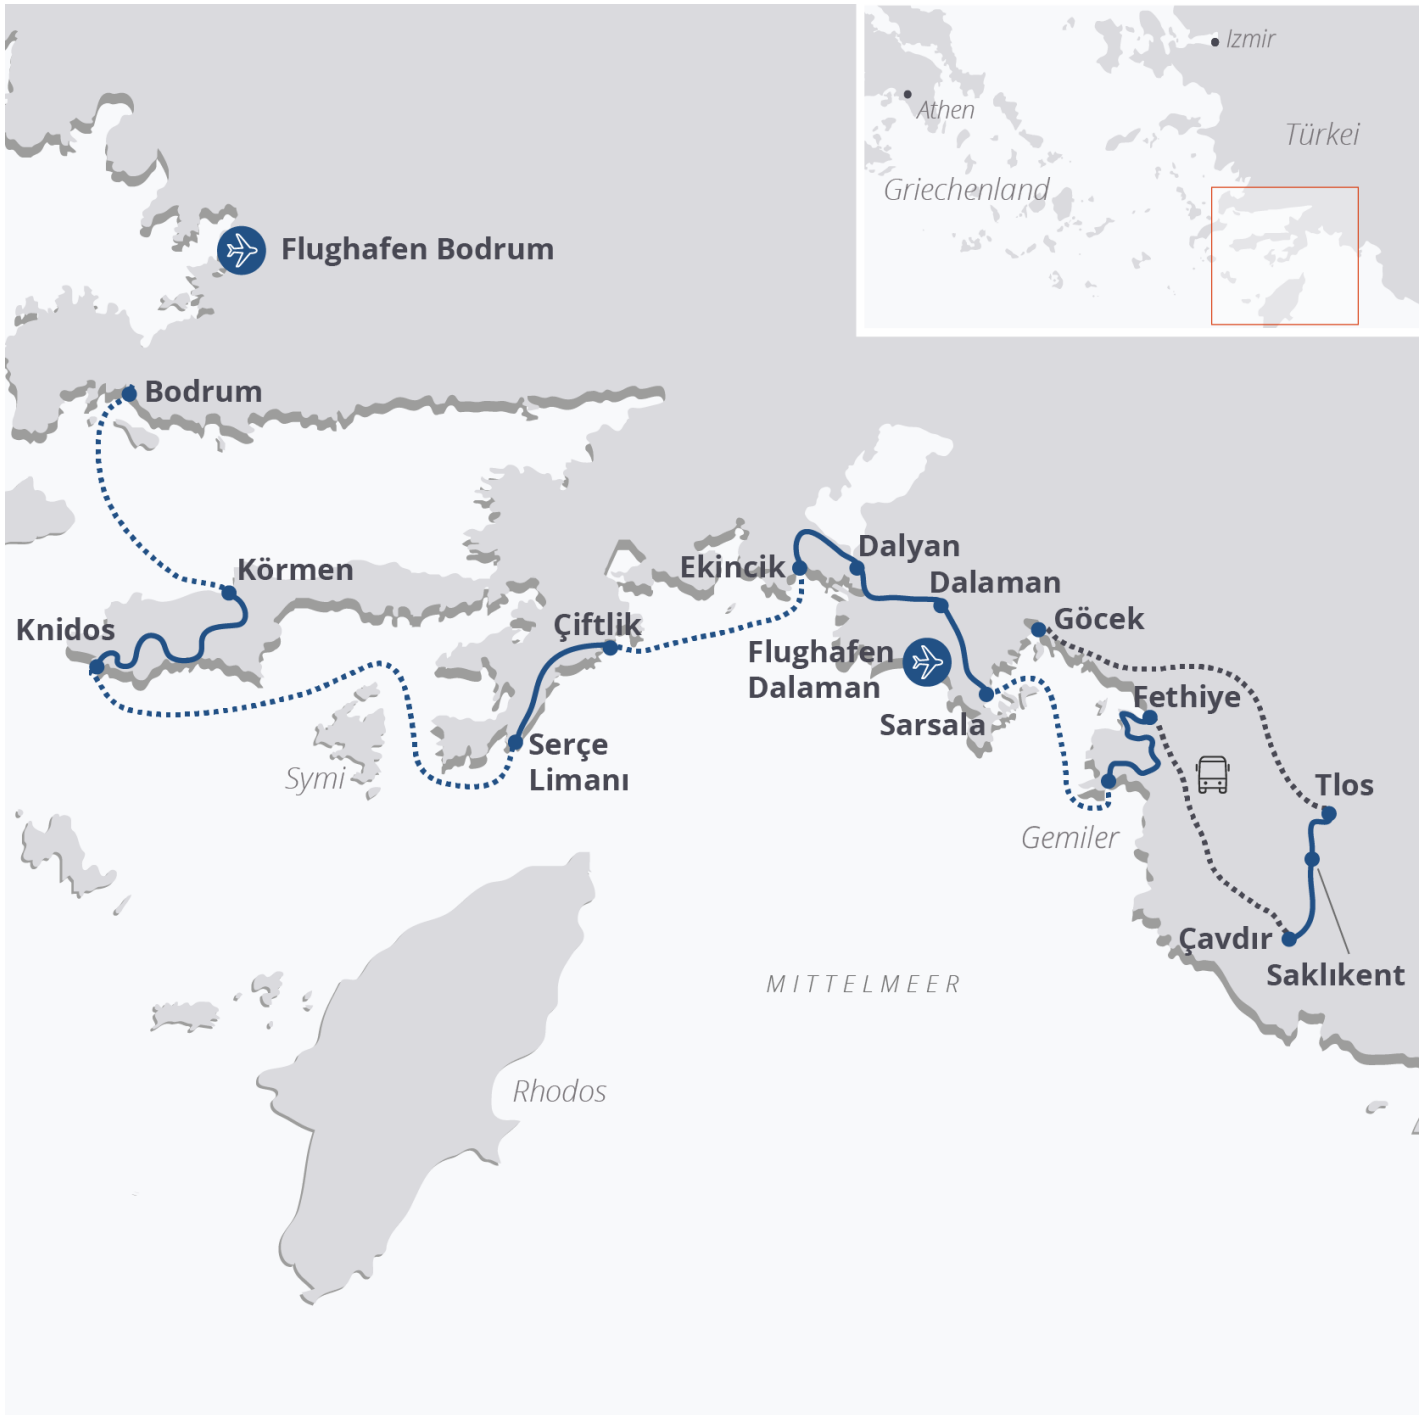 Izmir
Athen
Türkei
Griechenland
Flughafen Bodrum
Bodrum
Körmen
Knidos
Ekincik
Dalyan
Dalaman
Göcek
Çiftlik
Flughafen
Dalaman
Fethiye
Sarsala
Serçe
Limanı
Symi
Tlos
Gemiler
Çavdır
Saklıkent
MITTELMEER
Rhodos